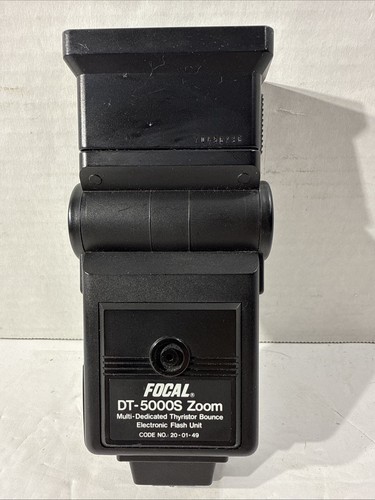 FOCAL®
DT-5000S Zoom
Multi-Dedicated Thyristor Bounce
Electronic Flash Unit
CODE NO. 20-01-49